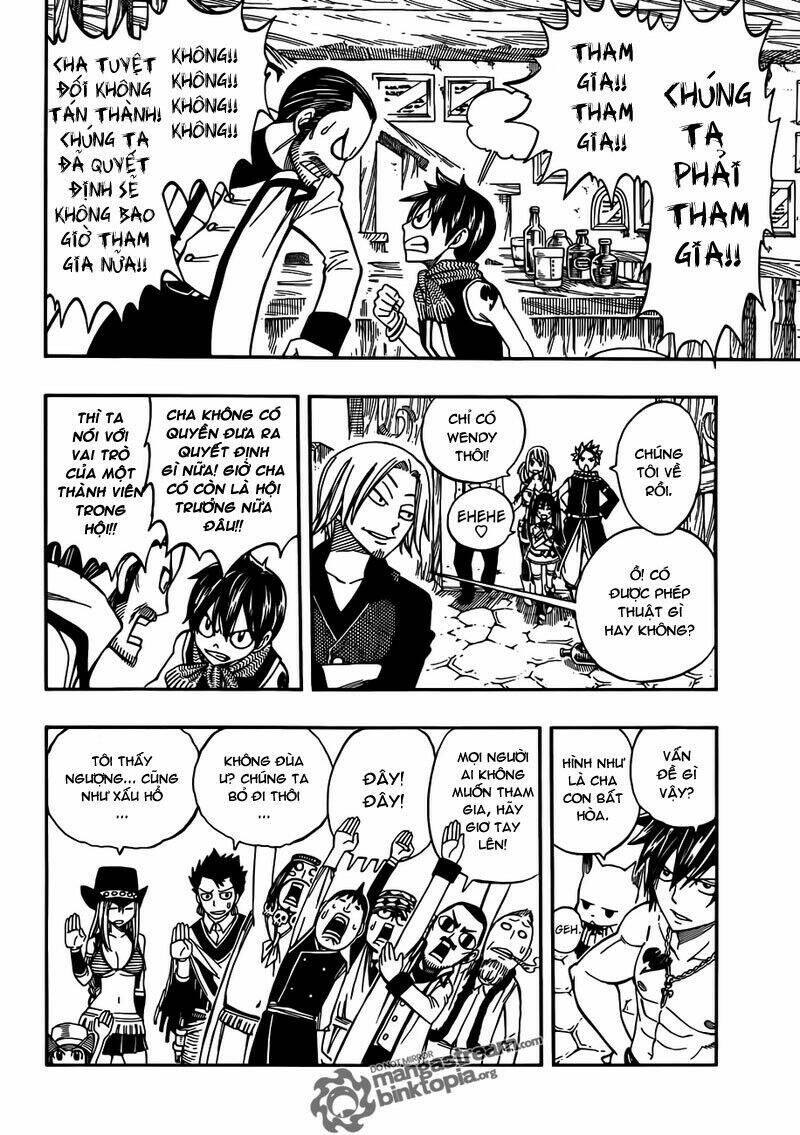 CHÚNG
TA
PHẢI
THAM
GIA!!
THAM
GIA!!
THAM
GIA!!
KHÔNG!!
KHÔNG!!
KHÔNG!!
KHÔNG!!
CHA TUYỆT
ĐỐI KHÔNG
TÁN THÀNH!
CHÚNG TA
ĐÃ QUYẾT
ĐỊNH SẼ
KHÔNG BAO
GIỜ THAM
GIA NỮA!!
CHÚNG
TÔI VỀ
RỒI.
CHỈ CÓ
WENDY
THÔI!
EHEHE
♡
Ồ! CÓ
ĐƯỢC PHÉP
THUẬT GÌ
HAY KHÔNG?
CHA KHÔNG CÓ
QUYỀN ĐƯA RA
QUYẾT ĐỊNH
GÌ NỮA! GIỜ CHA
CÓ CÒN LÀ HỘI
TRƯỞNG NỮA
ĐÂU!!
THÌ TA
NÓI VỚI
VAI TRÒ
CỦA MỘT
THÀNH VIÊN
TRONG
HỘI!!
VẤN
ĐỀ GÌ
VẬY?
HÌNH NHƯ
LÀ CHA
CON BẤT
HÒA.
GEH.
MỌI NGƯỜI
AI KHÔNG
MUỐN THAM
GIA, HÃY
GIƠ TAY
LÊN!
ĐÂY!
ĐÂY!
KHÔNG ĐÙA
Ư? CHÚNG TA
BỎ ĐI THÔI
TÔI THẤY
NGƯỢNG... CŨNG
NHƯ XẤU HỔ
...
DO NOT MIRROR
mangastream.com
binktopia.org